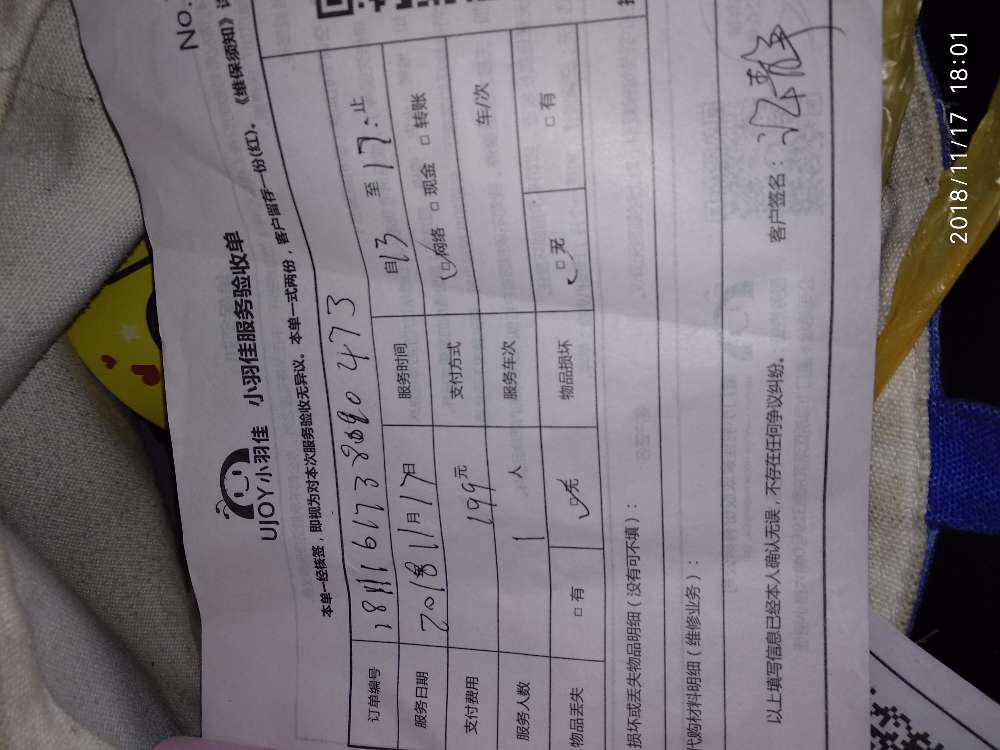 No.
UJOY小羽佳 小羽佳服务验收单
本单一经核签，即视为对本次服务验收无异议。本单一式两份，客户留存一份(红)。《维保须知》
订单编号
服务日期 2018年11月17日 服务时间 自13 至17:止
支付费用 199元 支付方式 □网络 □现金 □转账
服务人数 1人 服务车次 车/次
物品丢失 □有 □无 物品损坏 □无 □有
损坏或丢失物品明细（没有可不填）：
代购材料明细（维修业务）：
以上填写信息已经本人确认无误，不存在任何争议纠纷。 客户签名：
2018/11/17 18:01